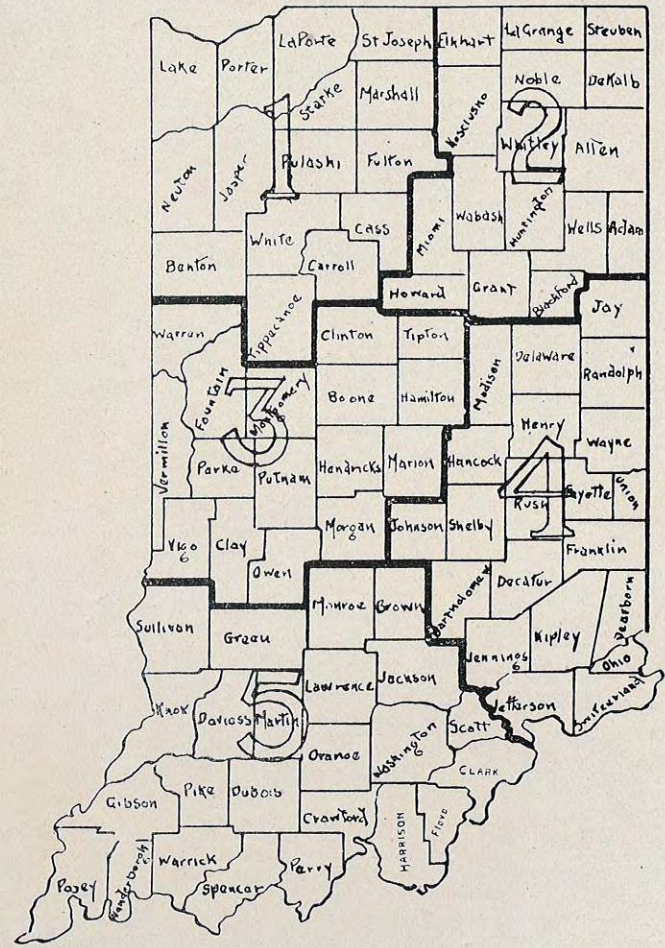 LaPorte St Joseph Elkhart LaGrange Steuben
Lake Porter Noble DeKalb
Starke Marshall Kosciusko
1 2
Whitley Allen
Pulaski Fulton
Newton Jasper
Miami Wabash Huntington
White Cass Wells Adam
Benton Carroll
Howard Grant Blackford
Jay
Warren Tippecanoe Clinton Tipton
Madison Delaware Randolph
Fountain Montgomery Boone Hamilton
3
Henry Wayne
Vermillon Parke Putnam Hendricks Marion Hancock
4
Rush Fayette Union
Vigo Clay Morgan Johnson Shelby
Owen Franklin
Decatur
Monroe Brown Bartholomew
Sullivan Green Dearborn
Ripley
Jennings Ohio
Lawrence Jackson
5
Knox Daviess Martin Jefferson Switzerland
Washington Scott
Orange
CLARK
Gibson Pike Dubois
Crawford
HARRISON FLOYD
Posey Vanderborah Warrick Spencer Perry